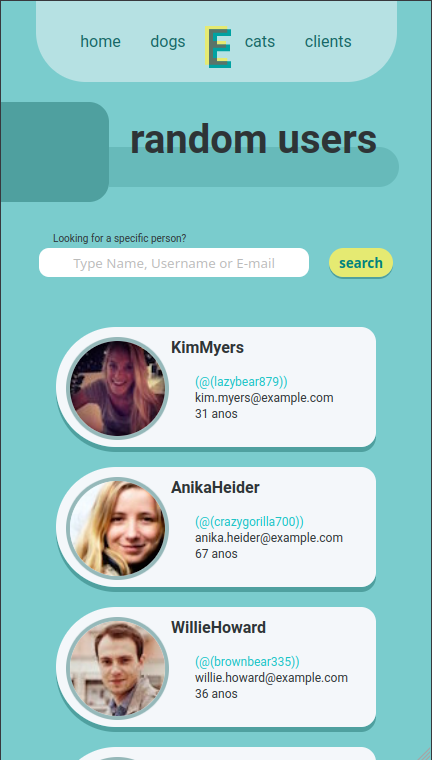 home dogs E cats clients
random users
Looking for a specific person?
Type Name, Username or E-mail
search
KimMyers
(@(lazybear879))
kim.myers@example.com
31 anos
AnikaHeider
(@(crazygorilla700))
anika.heider@example.com
67 anos
WillieHoward
(@(brownbear335))
willie.howard@example.com
36 anos